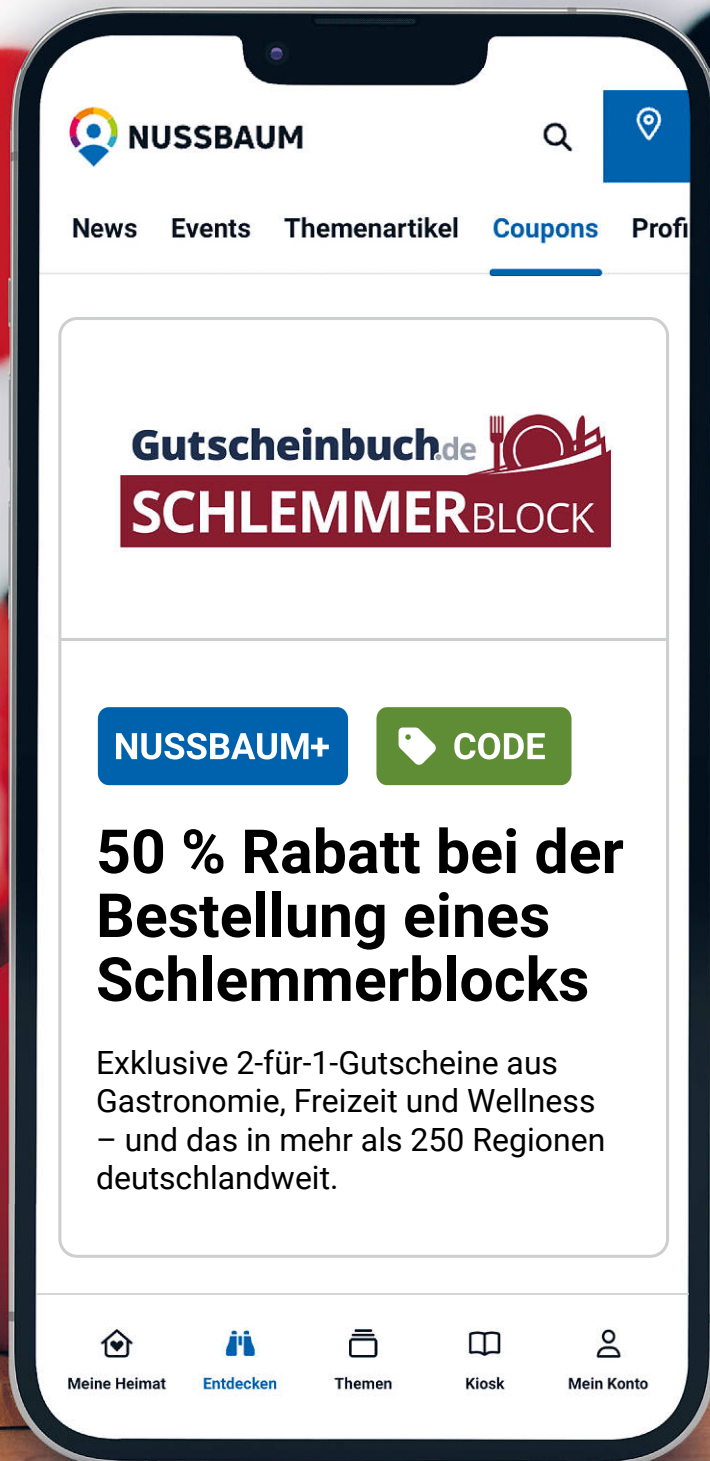 NUSSBAUM
News Events Themenartikel Coupons Profi
Gutscheinbuch.de
SCHLEMMERBLOCK
NUSSBAUM+ CODE
50 % Rabatt bei der
Bestellung eines
Schlemmerblocks
Exklusive 2-für-1-Gutscheine aus
Gastronomie, Freizeit und Wellness
– und das in mehr als 250 Regionen
deutschlandweit.
Meine Heimat Entdecken Themen Kiosk Mein Konto